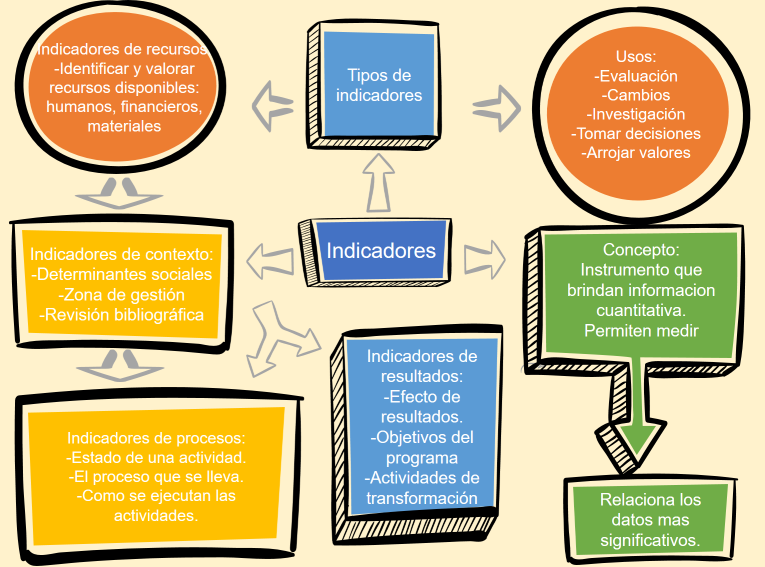 Indicadores de recursos
-Identificar y valorar
recursos disponibles:
humanos, financieros,
materiales
Tipos de
indicadores
Usos:
-Evaluación
-Cambios
-Investigación
-Tomar decisiones
-Arrojar valores
Indicadores de contexto:
-Determinantes sociales
-Zona de gestión
-Revisión bibliográfica
Indicadores
Concepto:
Instrumento que
brindan informacion
cuantitativa.
Permiten medir
Indicadores de procesos:
-Estado de una actividad.
-El proceso que se lleva.
-Como se ejecutan las
actividades.
Indicadores de
resultados:
-Efecto de
resultados.
-Objetivos del
programa
-Actividades de
transformación
Relaciona los
datos mas
significativos.